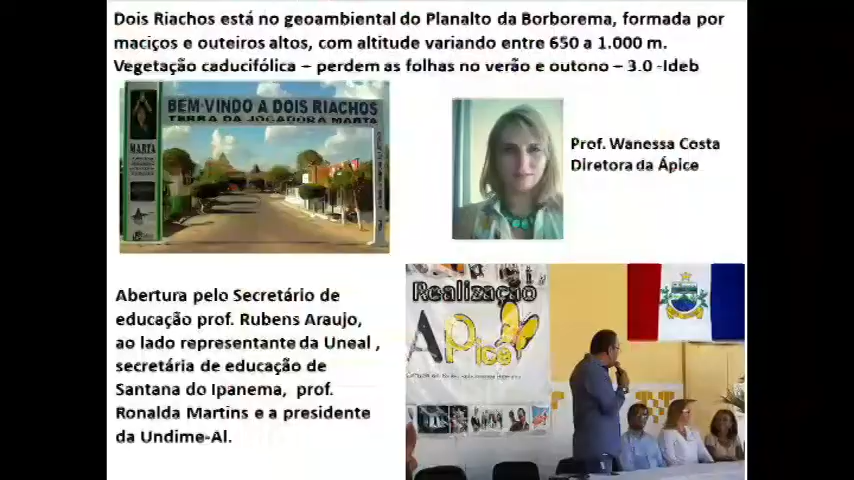 Dois Riachos está no geoambiental do Planalto da Borborema, formada por
maciços e outeiros altos, com altitude variando entre 650 a 1.000 m.
Vegetação caducifólica – perdem as folhas no verão e outono – 3.0 -Ideb
BEM-VINDO A DOIS RIACHOS
TERRA DA JOGADORA MARTA
MARTA
Prof. Wanessa Costa
Diretora da Ápice
Abertura pelo Secretário de
educação prof. Rubens Araujo,
ao lado representante da Uneal ,
secretária de educação de
Santana do Ipanema, prof.
Ronalda Martins e a presidente
da Undime-Al.
Realização
Apice